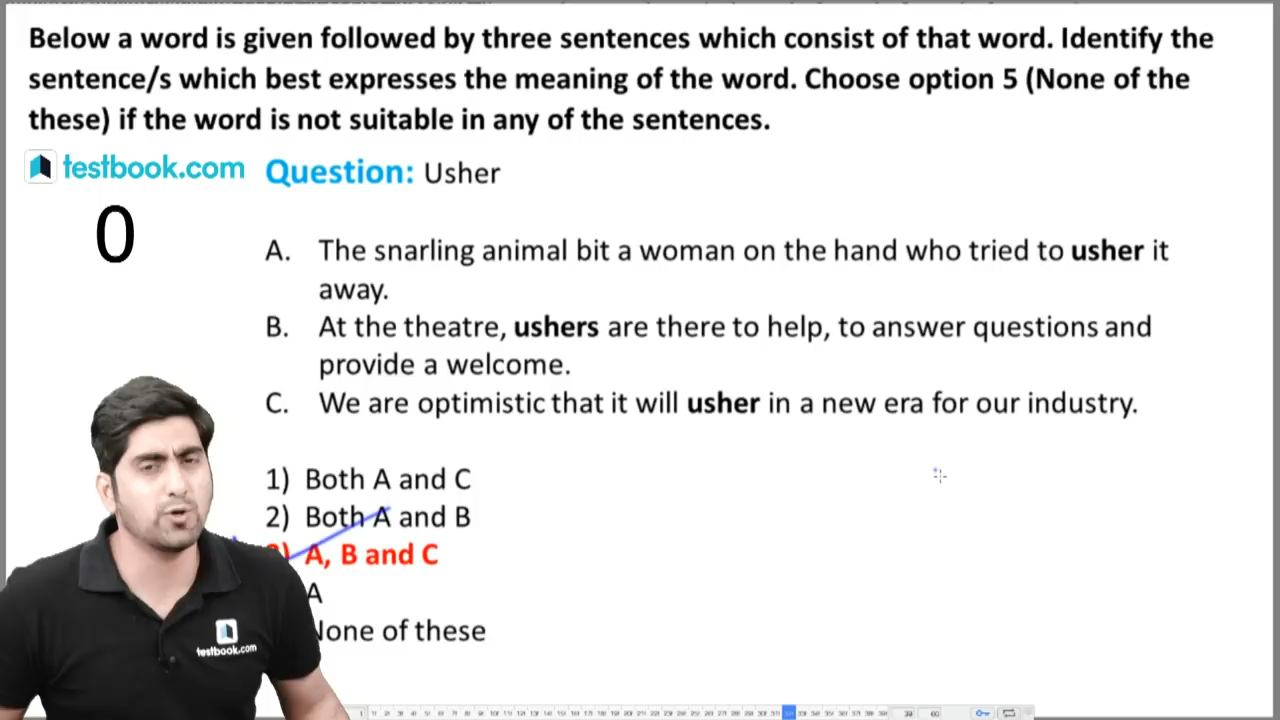 Below a word is given followed by three sentences which consist of that word. Identify the
sentence/s which best expresses the meaning of the word. Choose option 5 (None of the
these) if the word is not suitable in any of the sentences.
testbook.com
Question: Usher
0
A. The snarling animal bit a woman on the hand who tried to usher it
away.
B. At the theatre, ushers are there to help, to answer questions and
provide a welcome.
C. We are optimistic that it will usher in a new era for our industry.
1) Both A and C
2) Both A and B
A, B and C
A
None of these
testbook.com